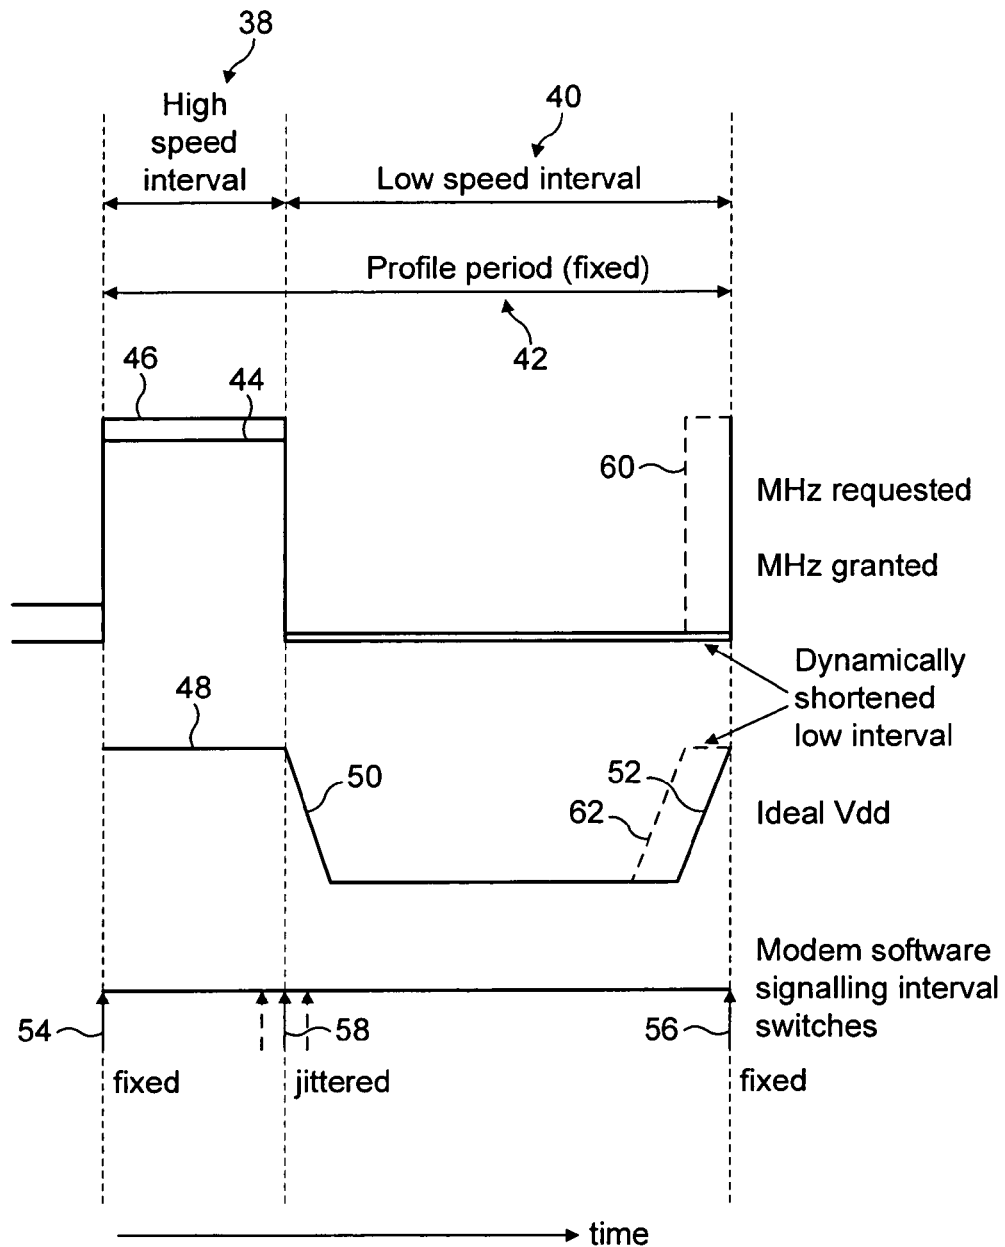 38
High
speed
interval
40
Low speed interval
Profile period (fixed)
42
46
44
60
MHz requested
MHz granted
Dynamically
shortened
low interval
48
50
52
62
Ideal Vdd
Modem software
signalling interval
switches
54
58
56
fixed
jittered
fixed
time